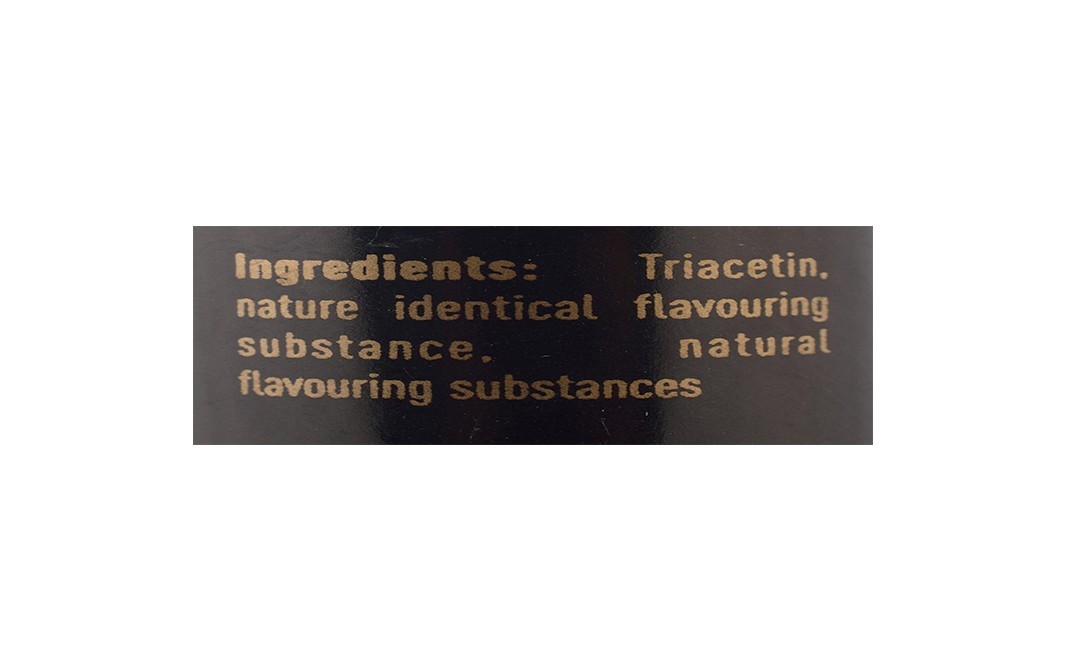 Ingredients: Triacetin,
nature identical flavouring
substance, natural
flavouring substances